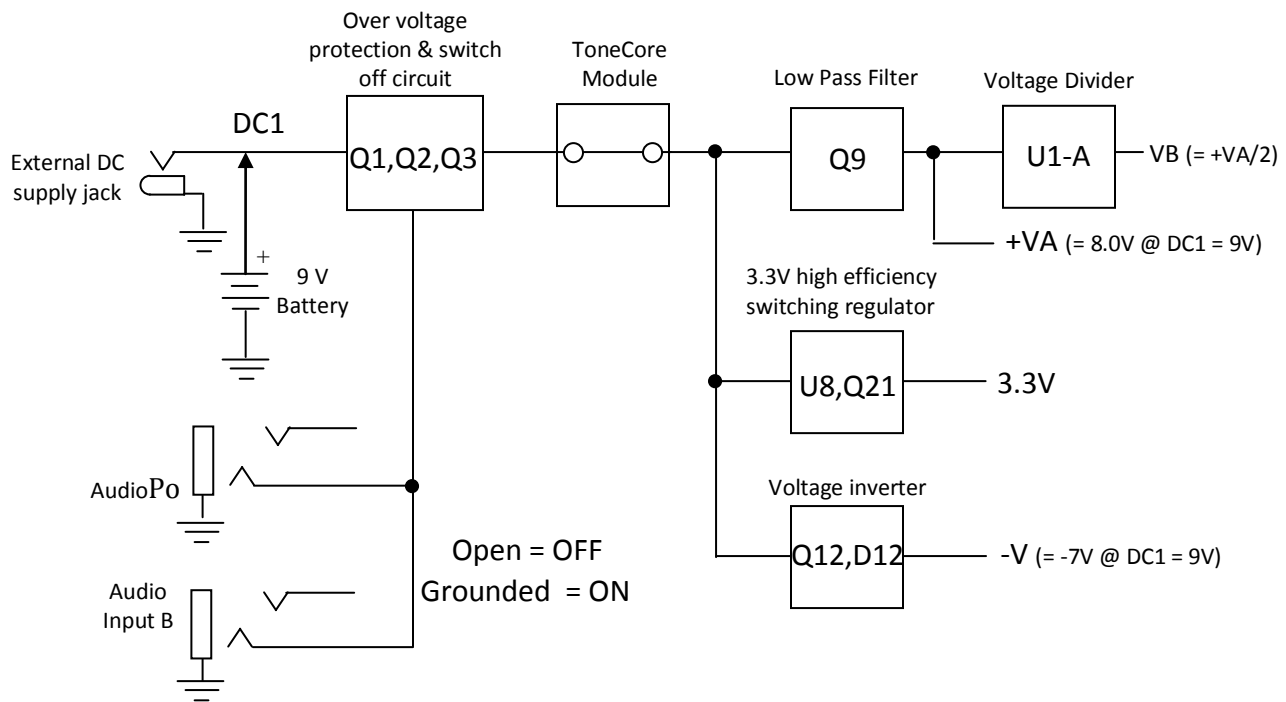 Over voltage
protection & switch
off circuit
ToneCore
Module
Low Pass Filter
Voltage Divider
DC1
External DC
supply jack
Q1,Q2,Q3
Q9
U1-A
VB (= +VA/2)
+VA (= 8.0V @ DC1 = 9V)
+
9 V
Battery
3.3V high efficiency
switching regulator
U8,Q21
3.3V
AudioPo
Voltage inverter
Q12,D12
-V (= -7V @ DC1 = 9V)
Open = OFF
Grounded = ON
Audio
Input B